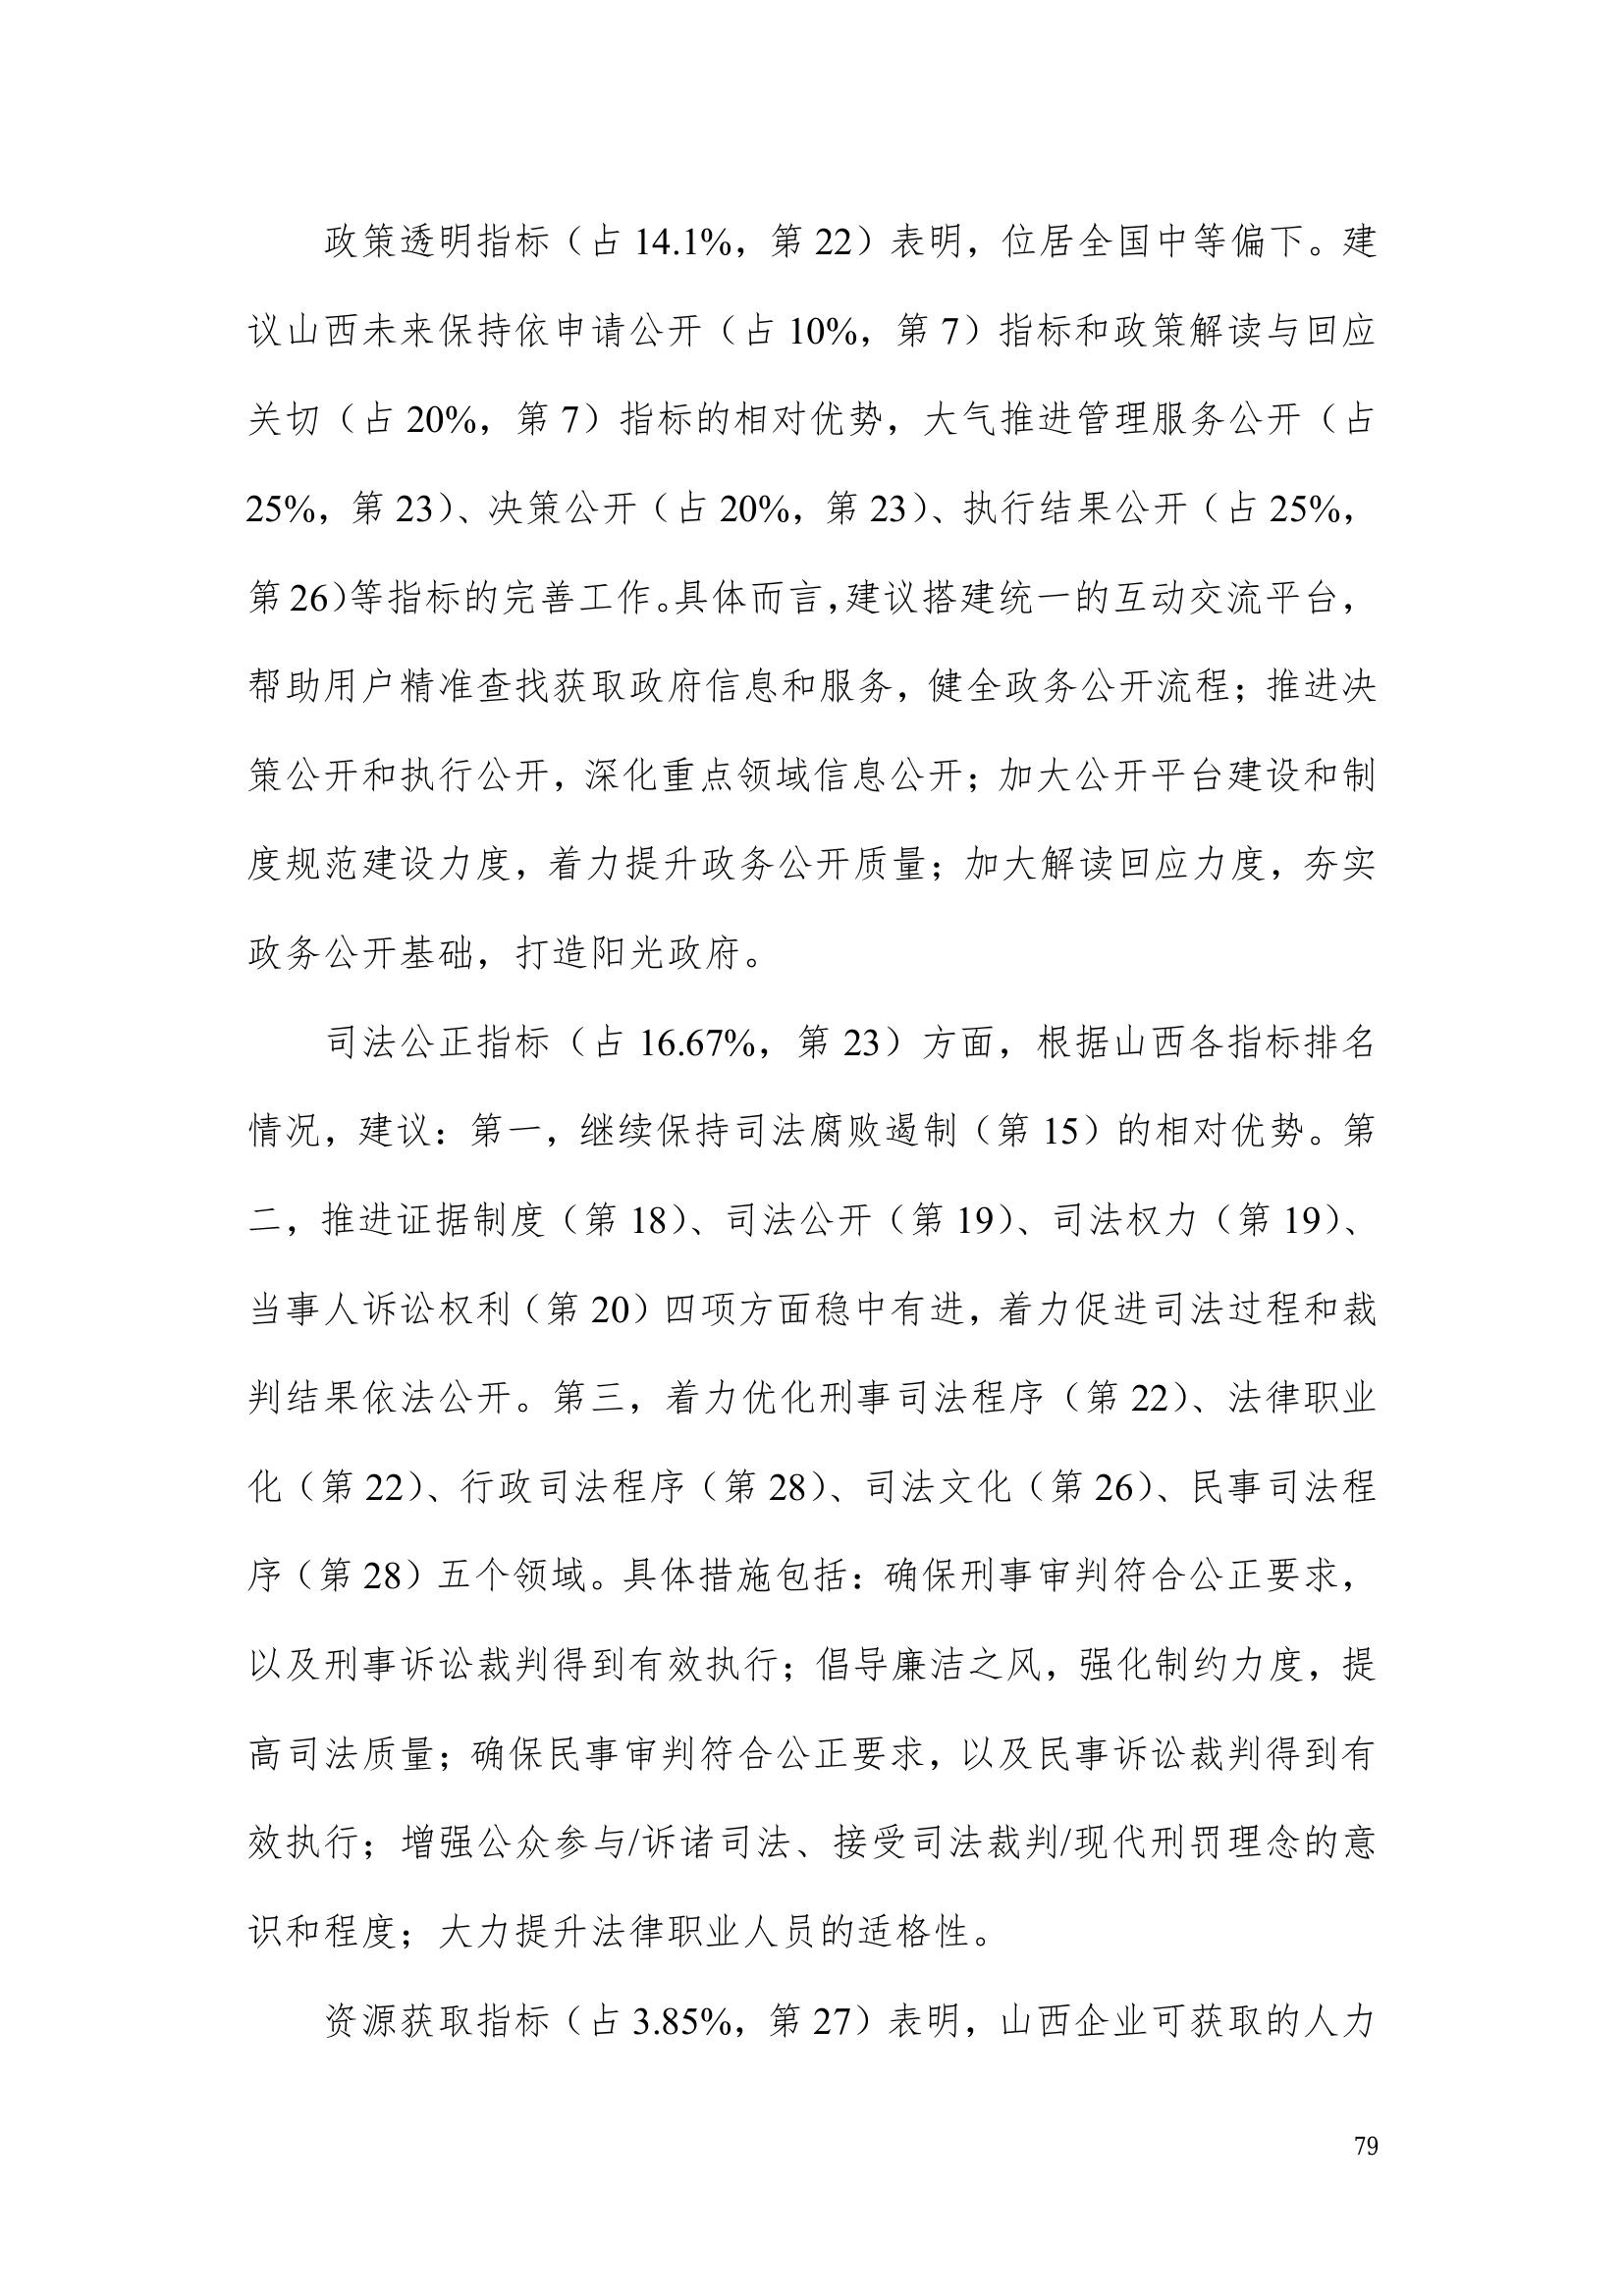 政策透明指标（占 14.1%，第 22）表明，位居全国中等偏下。建
议山西未来保持依申请公开（占 10%，第 7）指标和政策解读与回应
关切（占 20%，第 7）指标的相对优势，大气推进管理服务公开（占
25%，第 23）、决策公开（占 20%，第 23）、执行结果公开（占 25%，
第 26）等指标的完善工作。具体而言，建议搭建统一的互动交流平台，
帮助用户精准查找获取政府信息和服务，健全政务公开流程；推进决
策公开和执行公开，深化重点领域信息公开；加大公开平台建设和制
度规范建设力度，着力提升政务公开质量；加大解读回应力度，夯实
政务公开基础，打造阳光政府。
司法公正指标（占 16.67%，第 23）方面，根据山西各指标排名
情况，建议：第一，继续保持司法腐败遏制（第 15）的相对优势。第
二，推进证据制度（第 18）、司法公开（第 19）、司法权力（第 19）、
当事人诉讼权利（第 20）四项方面稳中有进，着力促进司法过程和裁
判结果依法公开。第三，着力优化刑事司法程序（第 22）、法律职业
化（第 22）、行政司法程序（第 28）、司法文化（第 26）、民事司法程
序（第 28）五个领域。具体措施包括：确保刑事审判符合公正要求，
以及刑事诉讼裁判得到有效执行；倡导廉洁之风，强化制约力度，提
高司法质量；确保民事审判符合公正要求，以及民事诉讼裁判得到有
效执行；增强公众参与/诉诸司法、接受司法裁判/现代刑罚理念的意
识和程度；大力提升法律职业人员的适格性。
资源获取指标（占 3.85%，第 27）表明，山西企业可获取的人力
79